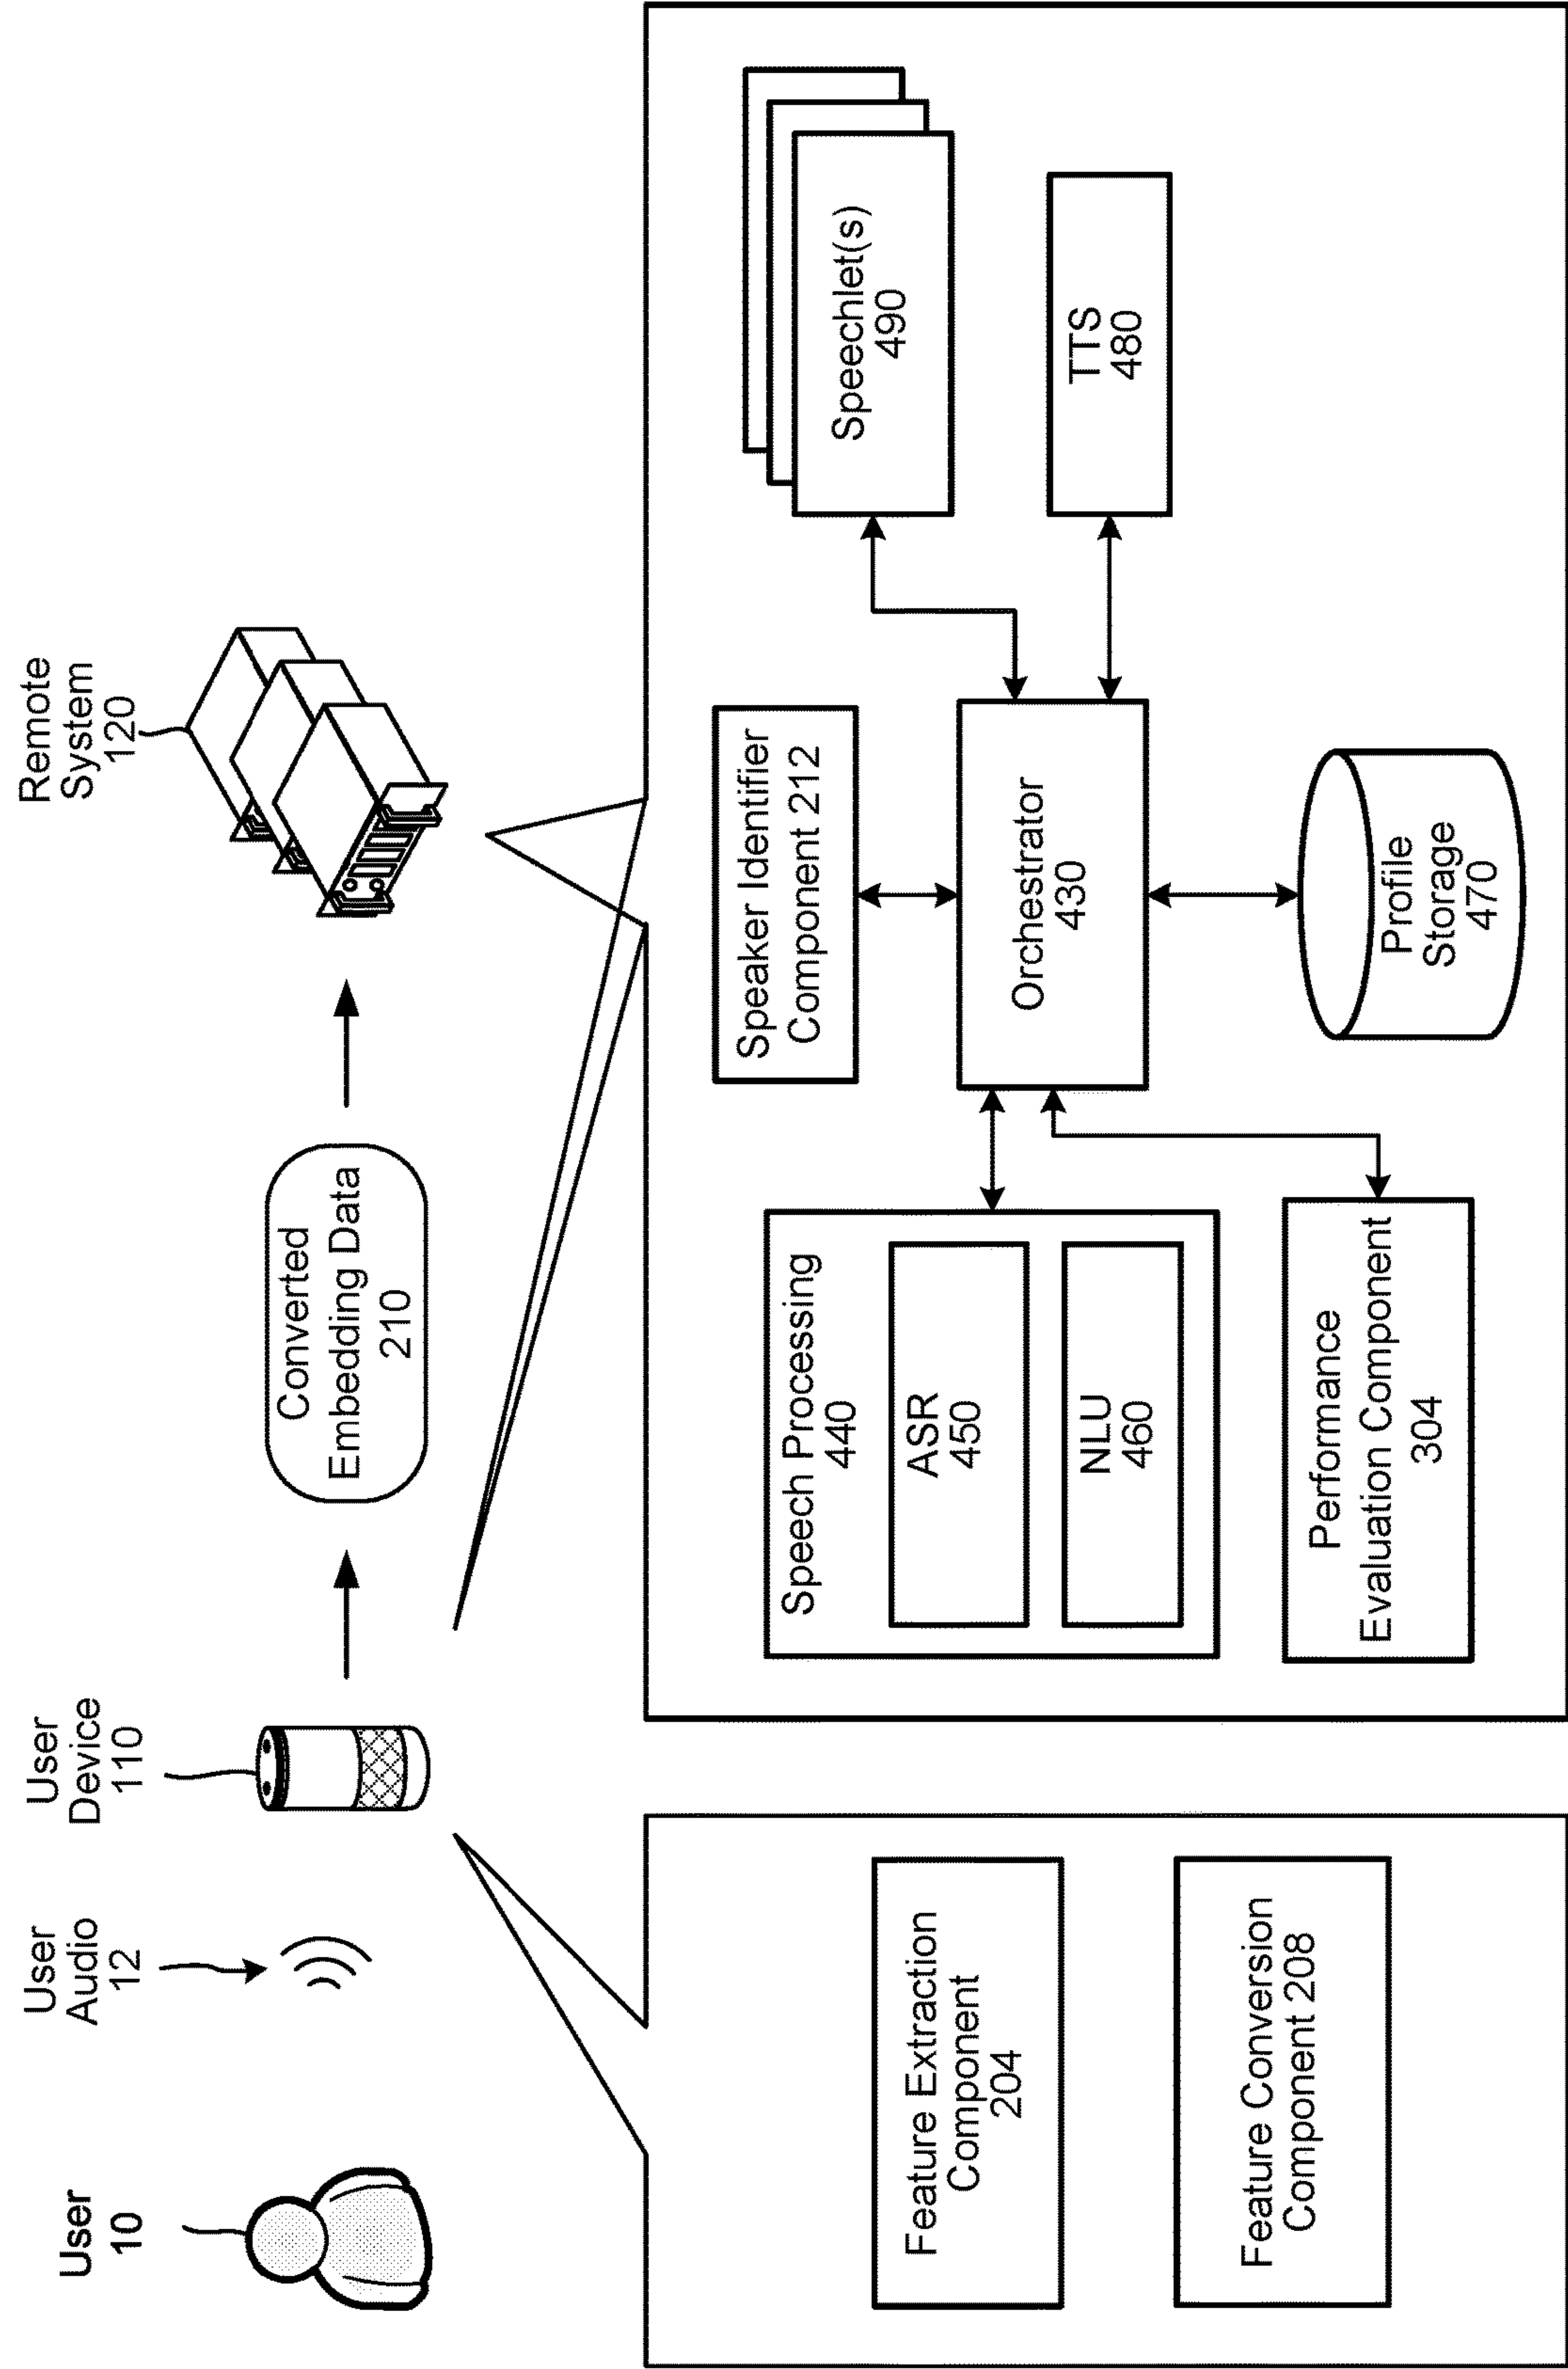 User
10
User
Audio
12
User
Device
110
Converted
Embedding Data
210
Remote
System
120
Feature Extraction
Component
204
Feature Conversion
Component 208
Speech Processing
440
ASR
450
NLU
460
Performance
Evaluation Component
304
Speaker Identifier
Component 212
Orchestrator
430
Profile
Storage
470
Speechlet(s)
490
TTS
480